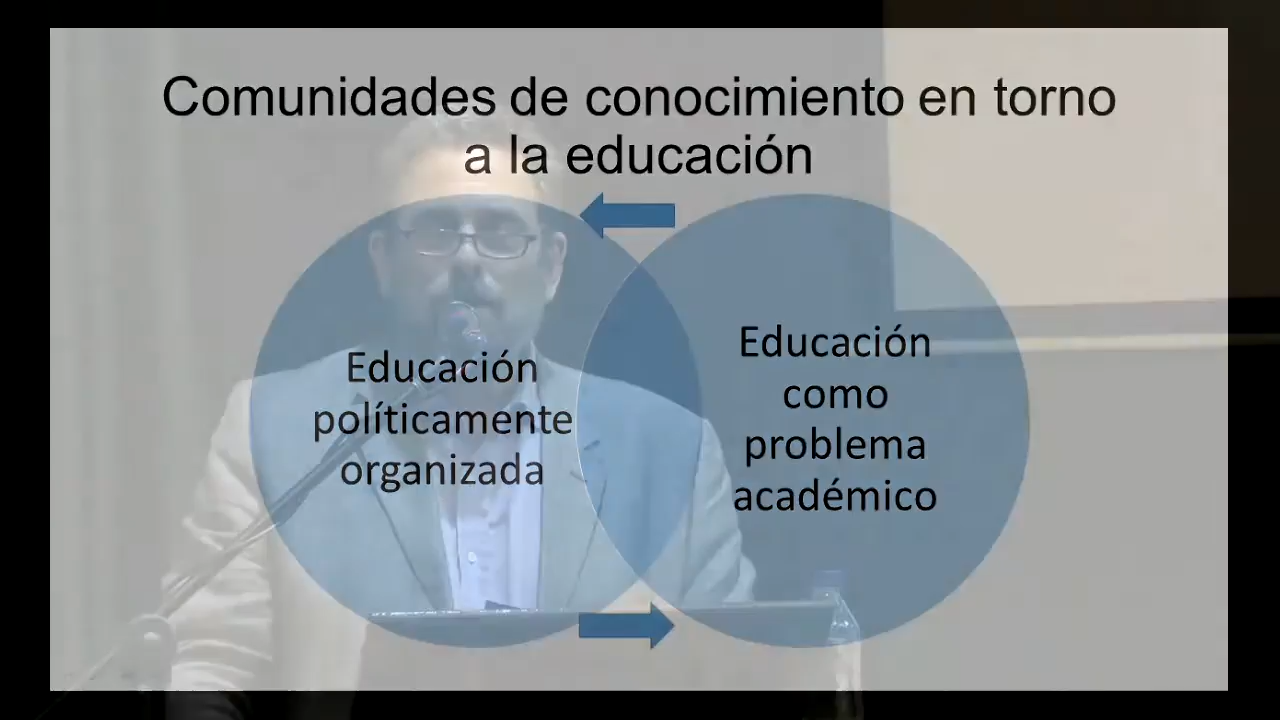 Comunidades de conocimiento en torno
a la educación
Educación
políticamente
organizada
Educación
como
problema
académico